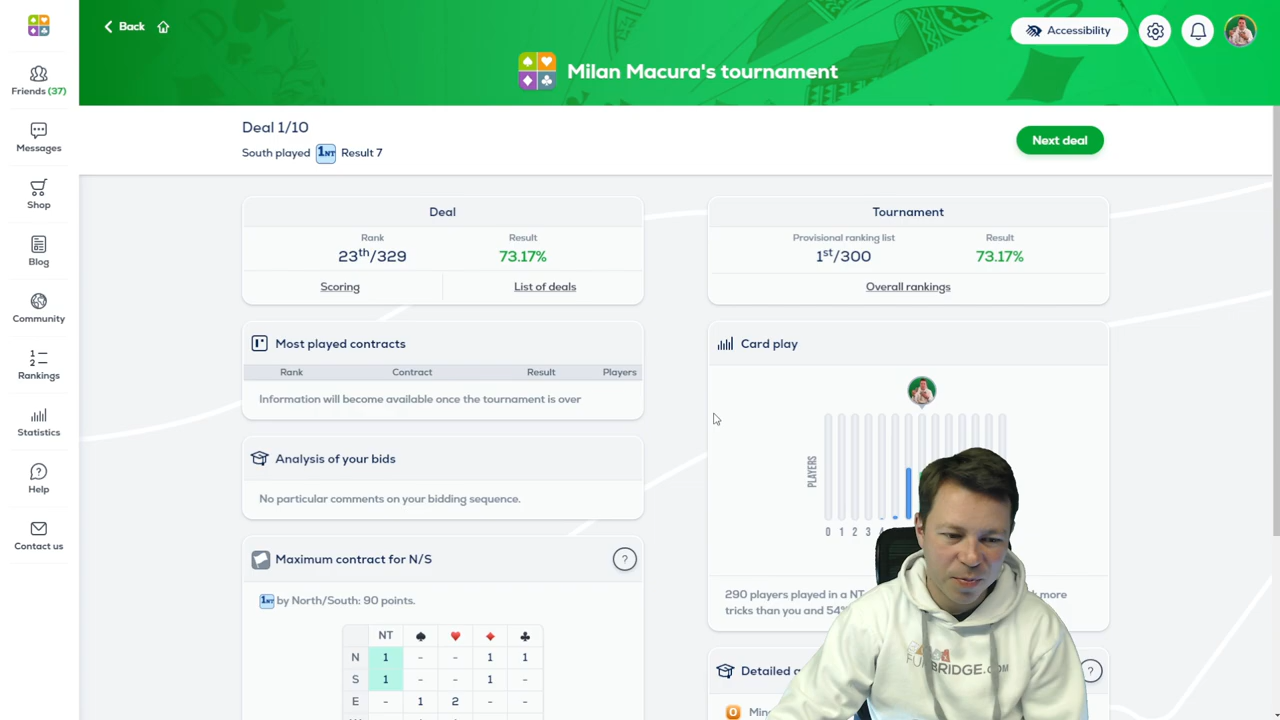 Back
Accessibility
Milan Macura's tournament
Friends (37)
Messages
Shop
Blog
Community
Rankings
Statistics
Help
Contact us
Deal 1/10
South played 1NT Result 7
Next deal
Deal
Rank
Result
23th/329
73.17%
Scoring
List of deals
Tournament
Provisional ranking list
Result
1st/300
73.17%
Overall rankings
Most played contracts
Rank Contract Result Players
Information will become available once the tournament is over
Analysis of your bids
No particular comments on your bidding sequence.
Maximum contract for N/S
?
1NT by North/South: 90 points.
NT ♠ ♥ ♦ ♣
N 1 - - 1 1
S 1 - - 1 -
E - 1 2
Card play
PLAYERS
0 1 2 3
290 players played in a NT
more
tricks than you and 54%
Detailed
?
FUNBRIDGE.COM